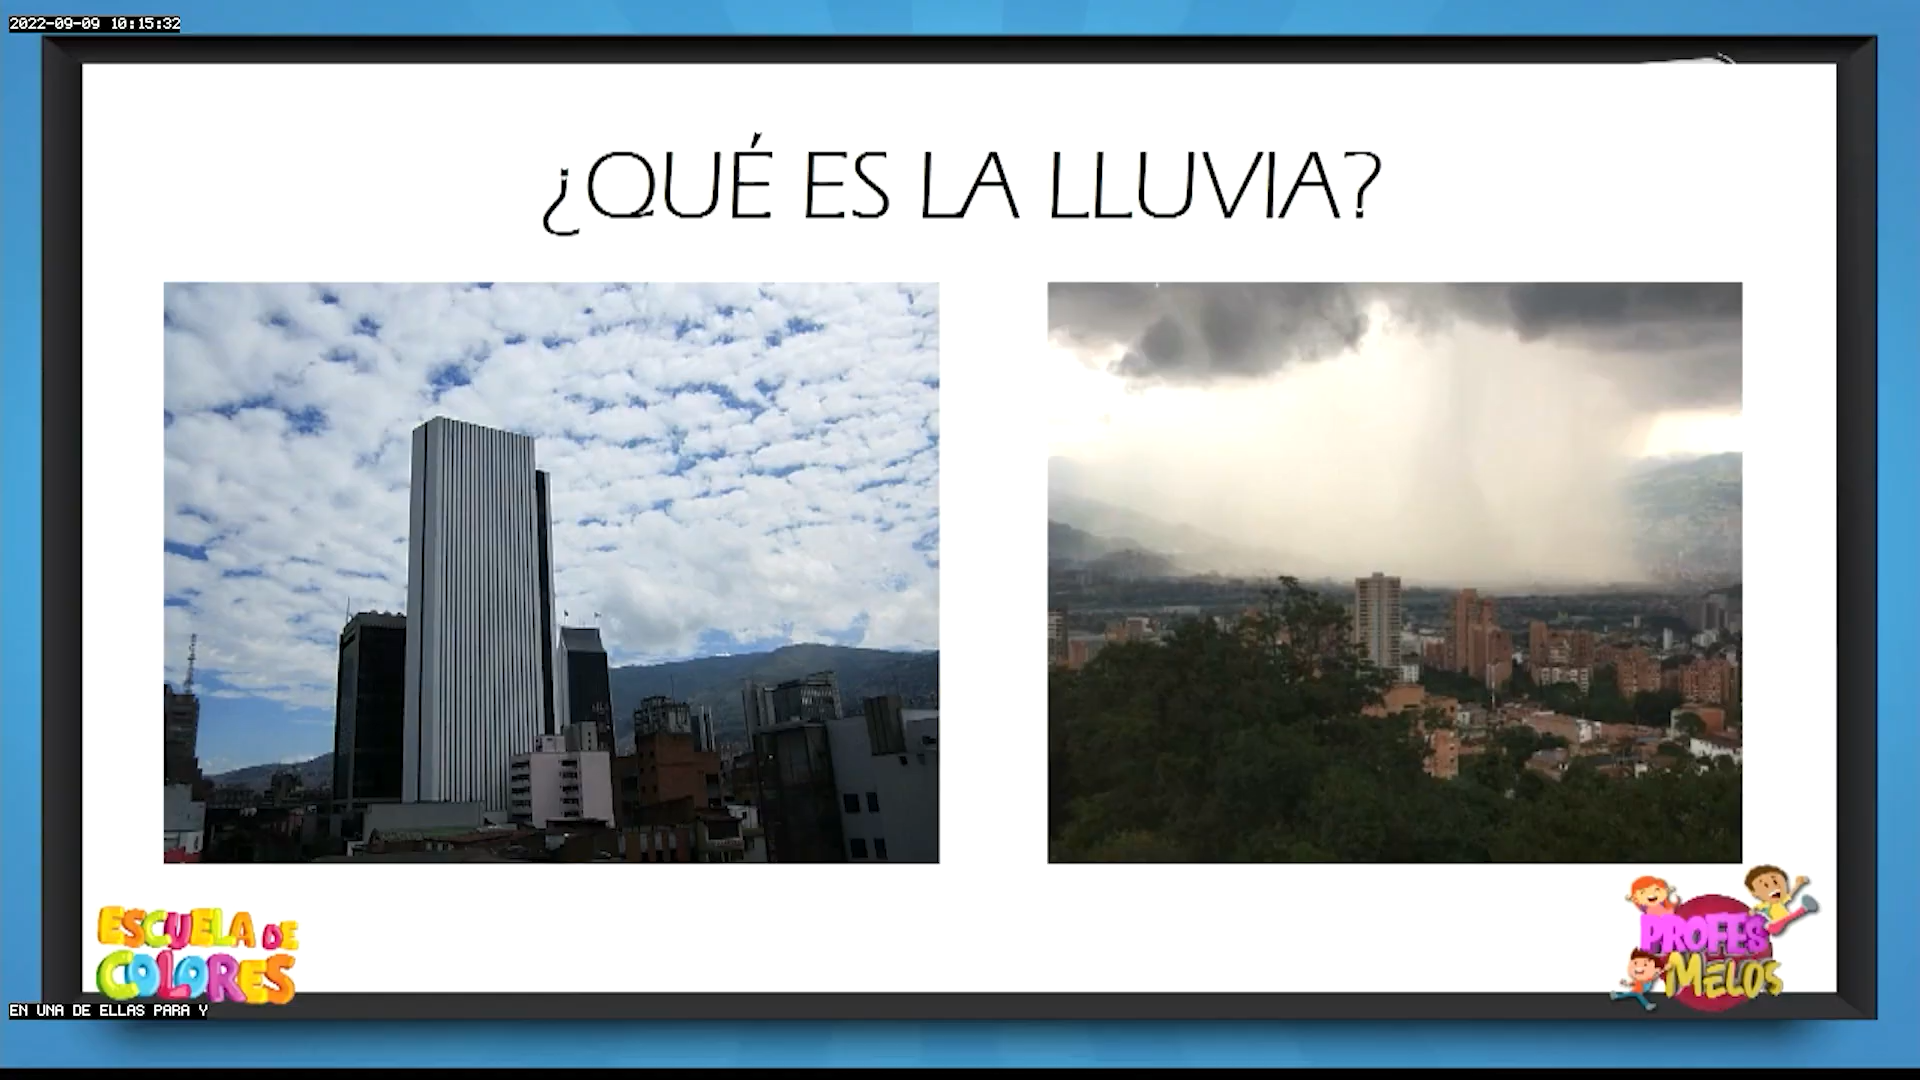 2022-09-09 10:15:32
¿QUÉ ES LA LLUVIA?
ESCUELA DE
COLORES
PROFES
MELOS
EN UNA DE ELLAS PARA Y